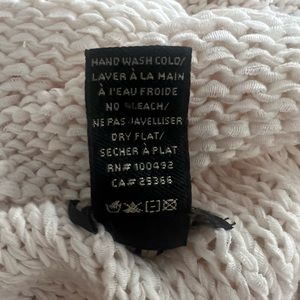 HAND WASH COLD/
LAVER À LA MAIN
À L'EAU FROIDE
NO BLEACH/
NE PAS JAVELLISER
DRY FLAT/
SÉCHER À PLAT
RN# 100492
CA# 25366